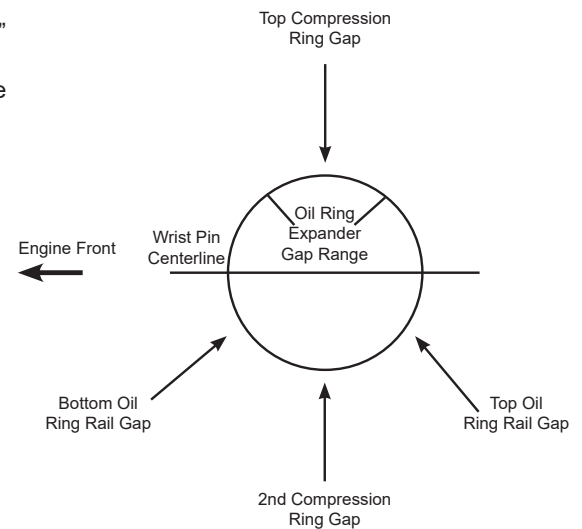 ”
e
Top Compression
Ring Gap
Oil Ring
Expander
Gap Range
Wrist Pin
Centerline
Engine Front
Bottom Oil
Ring Rail Gap
Top Oil
Ring Rail Gap
2nd Compression
Ring Gap